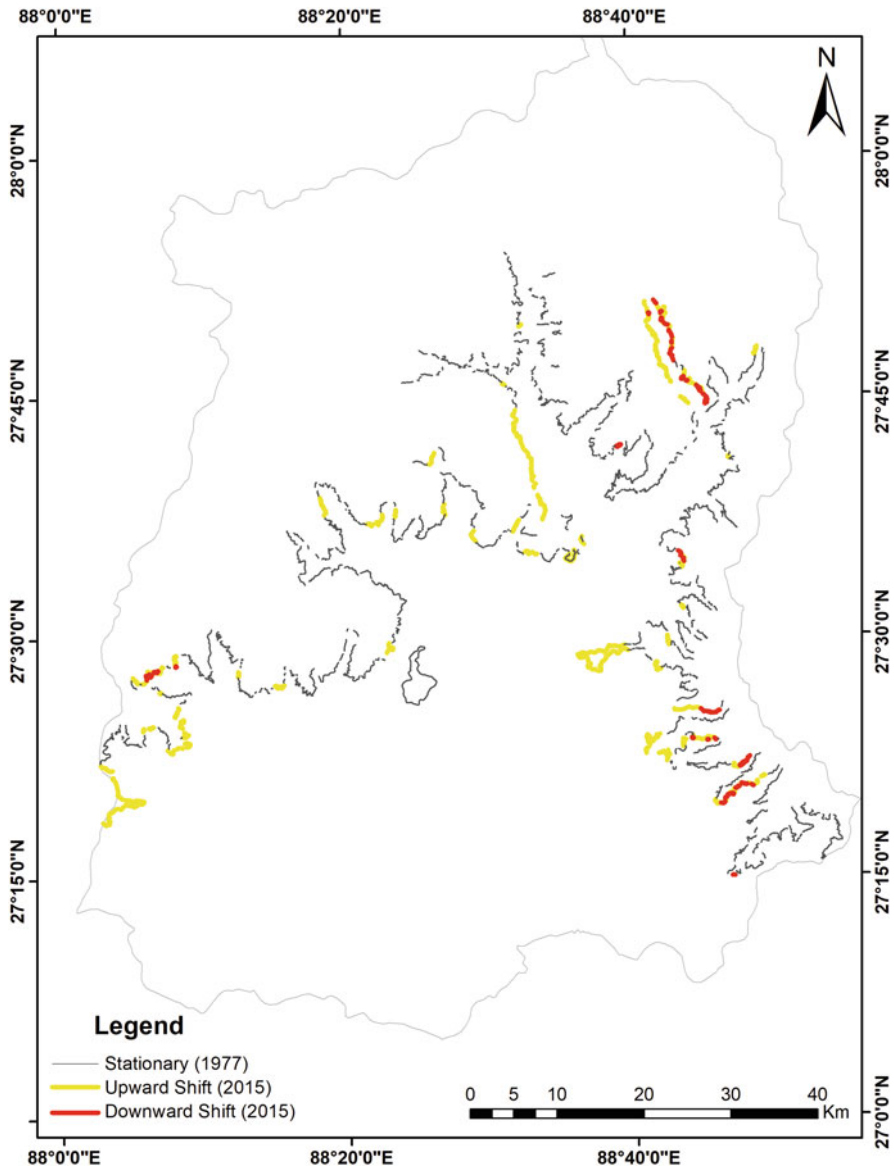 88°0'0"E 88°20'0"E 88°40'0"E
N
28°0'0"N 28°0'0"N
27°45'0"N 27°45'0"N
27°30'0"N 27°30'0"N
27°15'0"N 27°15'0"N
27°0'0"N
Legend
Stationary (1977)
Upward Shift (2015)
Downward Shift (2015)
0 5 10 20 30 40
Km
88°0'0"E 88°20'0"E 88°40'0"E